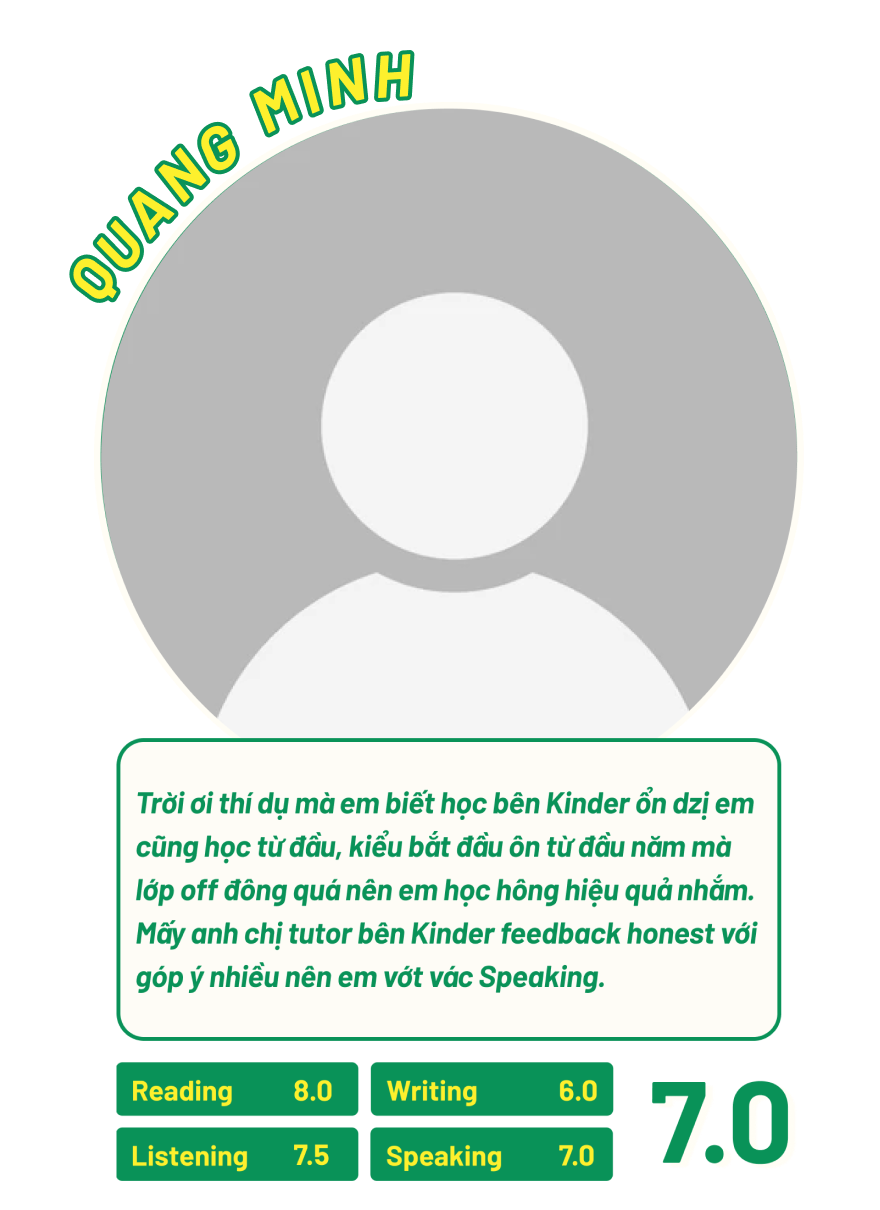 QUANG MINH
Trời ơi thí dụ mà em biết học bên Kinder ổn dzị em
cũng học từ đầu, kiểu bắt đầu ôn từ đầu năm mà
lớp off đông quá nên em học hông hiệu quả nhắm.
Mấy anh chị tutor bên Kinder feedback honest với
góp ý nhiều nên em vớt vác Speaking.
Reading 8.0 Writing 6.0
Listening 7.5 Speaking 7.0
7.0